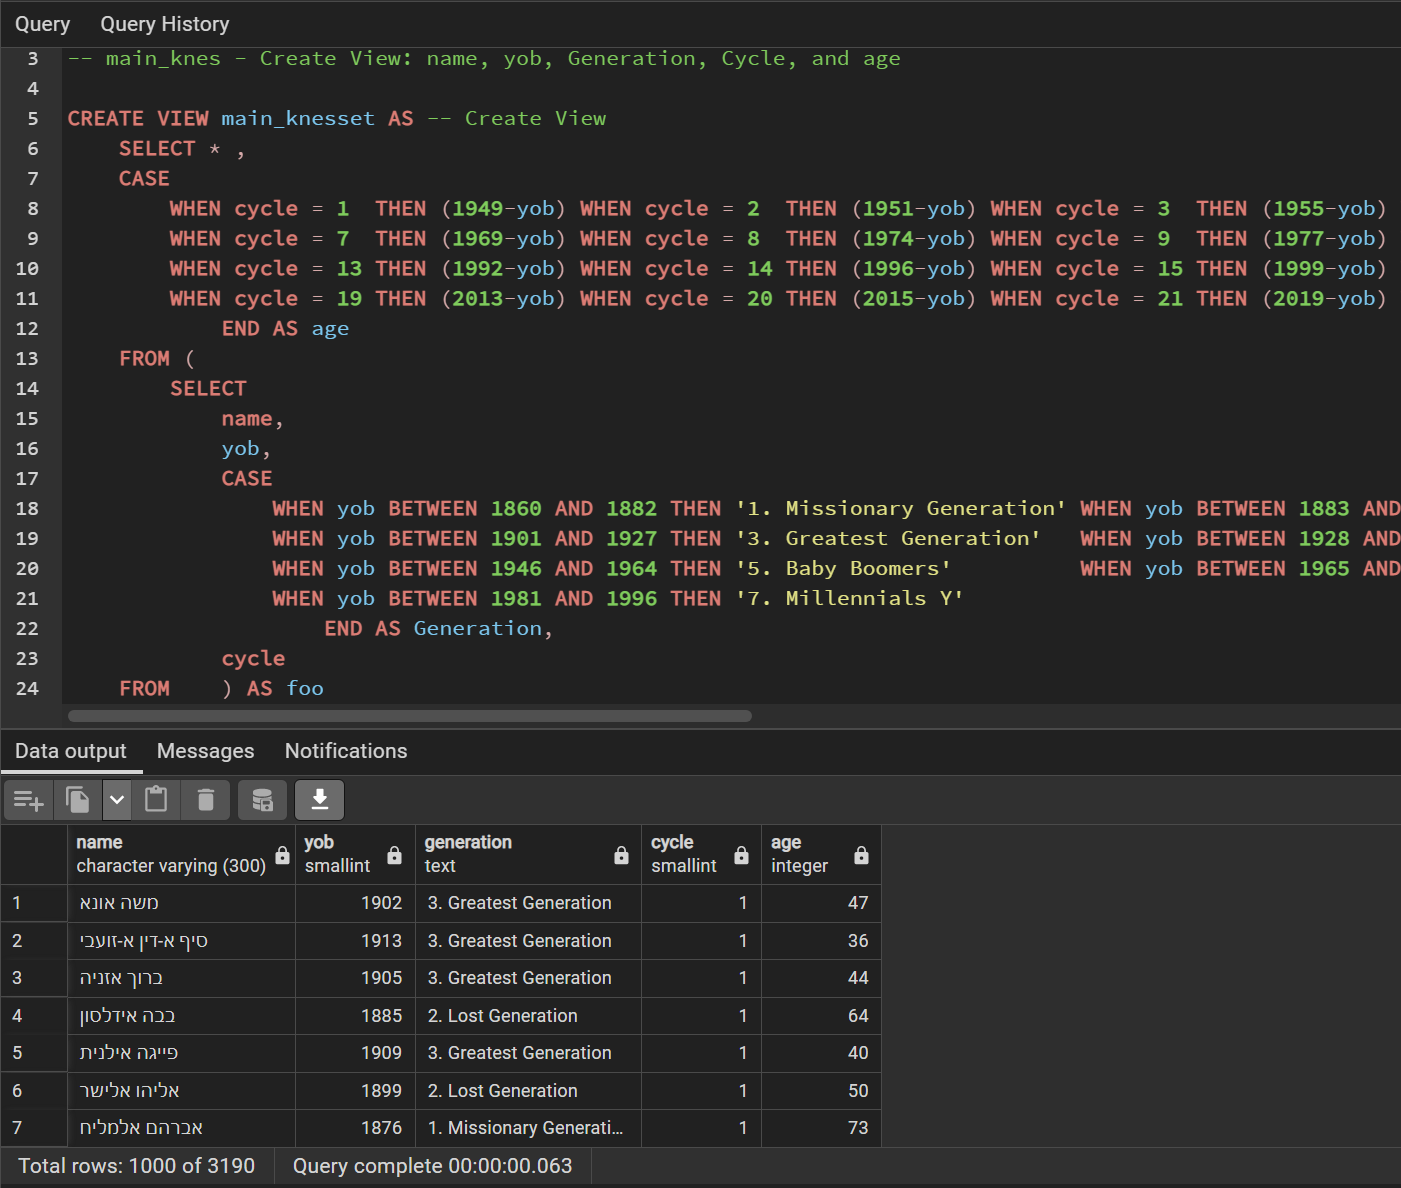 Query Query History
3 -- main_knes - Create View: name, yob, Generation, Cycle, and age
4
5 CREATE VIEW main_knesset AS -- Create View
6 SELECT * ,
7 CASE
8 WHEN cycle = 1 THEN (1949-yob) WHEN cycle = 2 THEN (1951-yob) WHEN cycle = 3 THEN (1955-yob)
9 WHEN cycle = 7 THEN (1969-yob) WHEN cycle = 8 THEN (1974-yob) WHEN cycle = 9 THEN (1977-yob)
10 WHEN cycle = 13 THEN (1992-yob) WHEN cycle = 14 THEN (1996-yob) WHEN cycle = 15 THEN (1999-yob)
11 WHEN cycle = 19 THEN (2013-yob) WHEN cycle = 20 THEN (2015-yob) WHEN cycle = 21 THEN (2019-yob)
12 END AS age
13 FROM (
14 SELECT
15 name,
16 yob,
17 CASE
18 WHEN yob BETWEEN 1860 AND 1882 THEN '1. Missionary Generation' WHEN yob BETWEEN 1883 AND
19 WHEN yob BETWEEN 1901 AND 1927 THEN '3. Greatest Generation' WHEN yob BETWEEN 1928 AND
20 WHEN yob BETWEEN 1946 AND 1964 THEN '5. Baby Boomers' WHEN yob BETWEEN 1965 AND
21 WHEN yob BETWEEN 1981 AND 1996 THEN '7. Millennials Y'
22 END AS Generation,
23 cycle
24 FROM ) AS foo
Data output Messages Notifications
name yob generation cycle age
character varying (300) smallint text smallint integer
1 משה אונא 1902 3. Greatest Generation 1 47
2 סיף א-דין א-זועבי 1913 3. Greatest Generation 1 36
3 ברוך אזניה 1905 3. Greatest Generation 1 44
4 בבה אידלסון 1885 2. Lost Generation 1 64
5 פייגה אילנית 1909 3. Greatest Generation 1 40
6 אליהו אלישר 1899 2. Lost Generation 1 50
7 אברהם אלמליח 1876 1. Missionary Generati... 1 73
Total rows: 1000 of 3190 Query complete 00:00:00.063